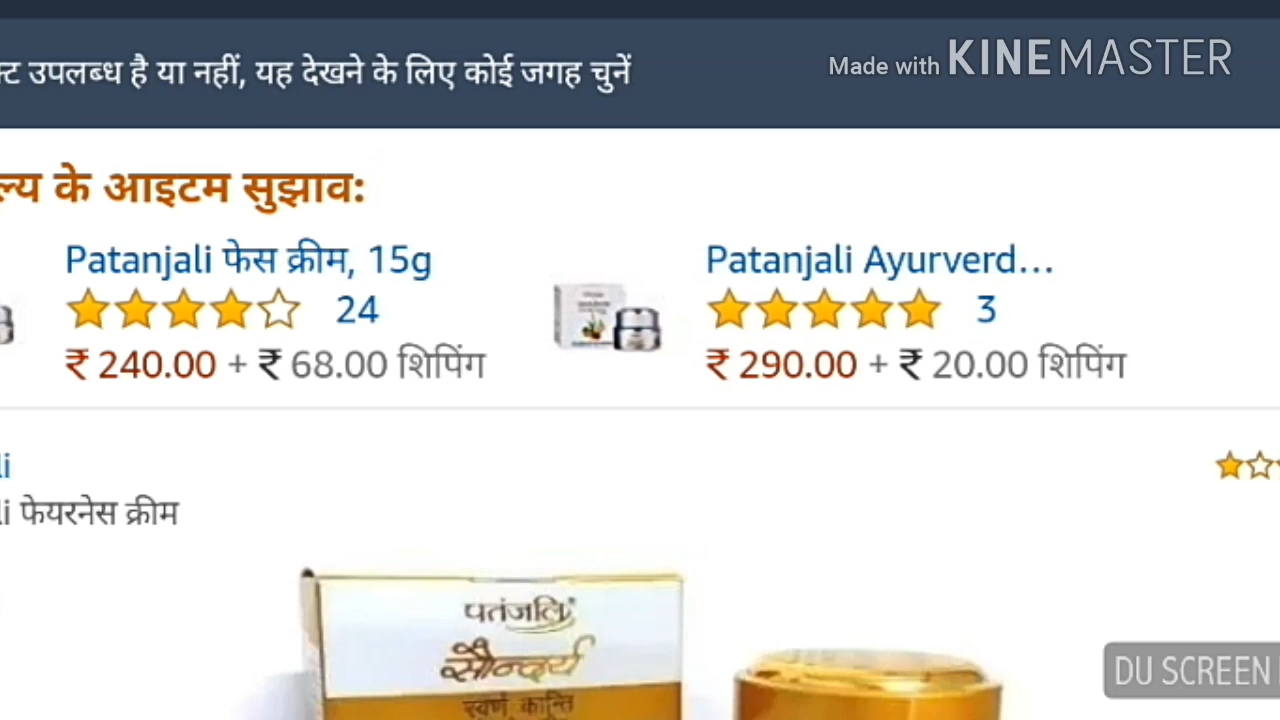 उपलब्ध है या नहीं, यह देखने के लिए कोई जगह चुनें
Made with KINEMASTER
के आइटम सुझाव:
Patanjali फेस क्रीम, 15g
24
₹ 240.00 + ₹ 68.00 शिपिंग
Patanjali Ayurverd...
3
₹ 290.00 + ₹ 20.00 शिपिंग
फेयरनेस क्रीम
पतंजलि
सौन्दर्य
स्वर्ण कान्ति
DU SCREEN